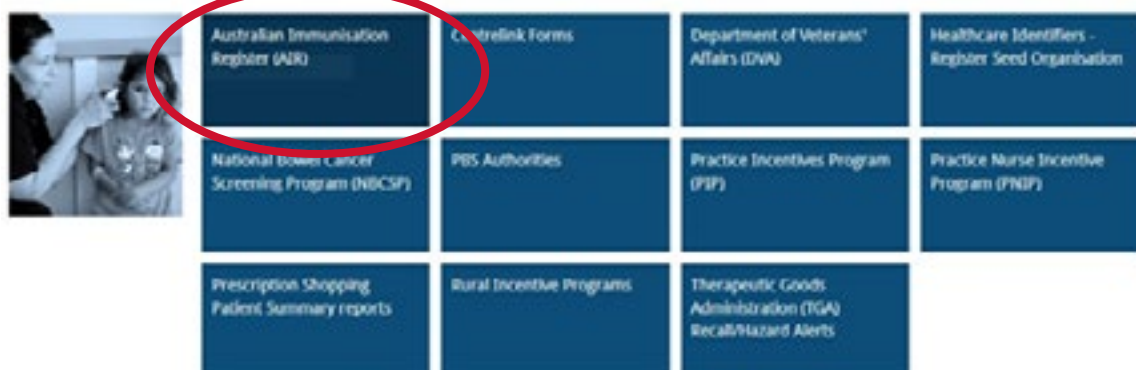 Australian Immunisation
Register (AIR)
Centrelink Forms
Department of Veterans'
Affairs (DVA)
Healthcare Identifiers -
Register Seed Organisation
National Bowel Cancer
Screening Program (NBCSP)
PBS Authorities
Practice Incentives Program
(PIP)
Practice Nurse Incentive
Program (PNIP)
Prescription Shopping
Patient Summary reports
Rural Incentive Programs
Therapeutic Goods
Administration (TGA)
Recall/Hazard Alerts